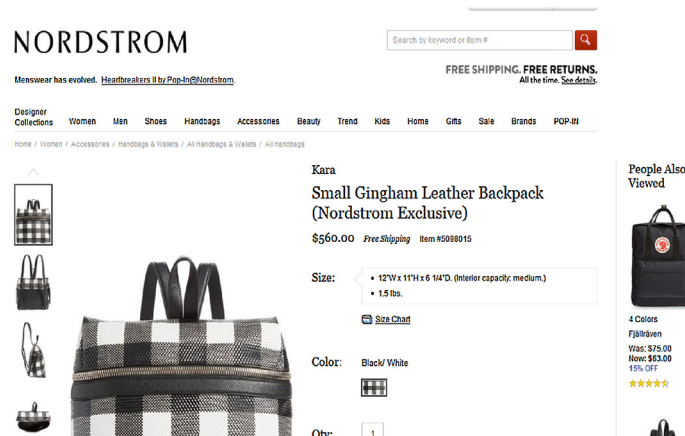 NORDSTROM
Search by keyword or item #
FREE SHIPPING. FREE RETURNS.
All the time. See details.
Menswear has evolved. Heartbreakers II by Pop-In@Nordstrom.
Designer Collections Women Men Shoes Handbags Accessories Beauty Trend Kids Home Gifts Sale Brands POP-IN
Home / Women / Accessories / Handbags & Wallets / All Handbags & Wallets / All Handbags
Kara
Small Gingham Leather Backpack
(Nordstrom Exclusive)
$560.00 Free Shipping Item #5098015
Size:
• 12"W x 11"H x 6 1/4"D. (Interior capacity: medium.)
• 1.5 lbs.
Size Chart
Color: Black/ White
Qty: 1
People Also
Viewed
4 Colors
Fjällräven
Was: $75.00
Now: $63.00
15% OFF